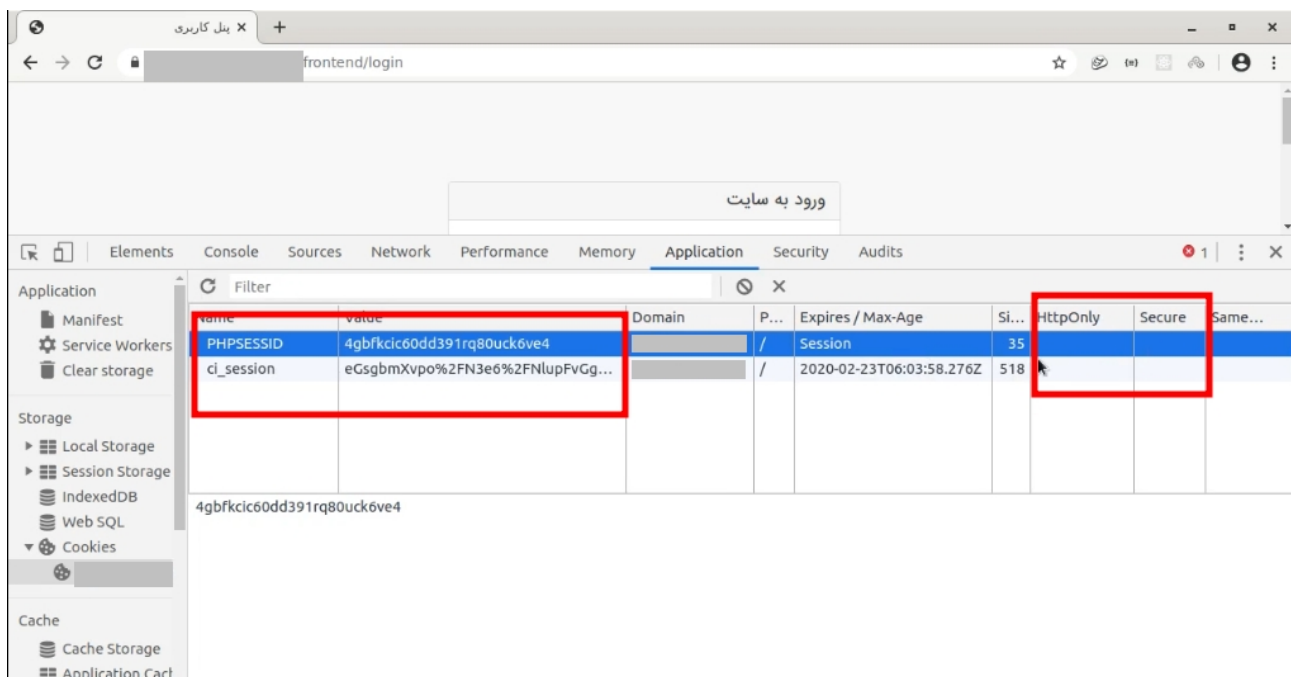 پنل کاربری
frontend/login
ورود به سایت
Elements Console Sources Network Performance Memory Application Security Audits 1
Application
Manifest
Service Workers
Clear storage
Storage
Local Storage
Session Storage
IndexedDB
Web SQL
Cookies
Cache
Cache Storage
Application Cach
Filter
Name Value Domain P... Expires / Max-Age Si... HttpOnly Secure Same...
PHPSESSID 4gbfkcic60dd391rq80uck6ve4 / Session 35
ci_session eGsgbmXvpo%2FN3e6%2FNlupFvGg... / 2020-02-23T06:03:58.276Z 518
4gbfkcic60dd391rq80uck6ve4